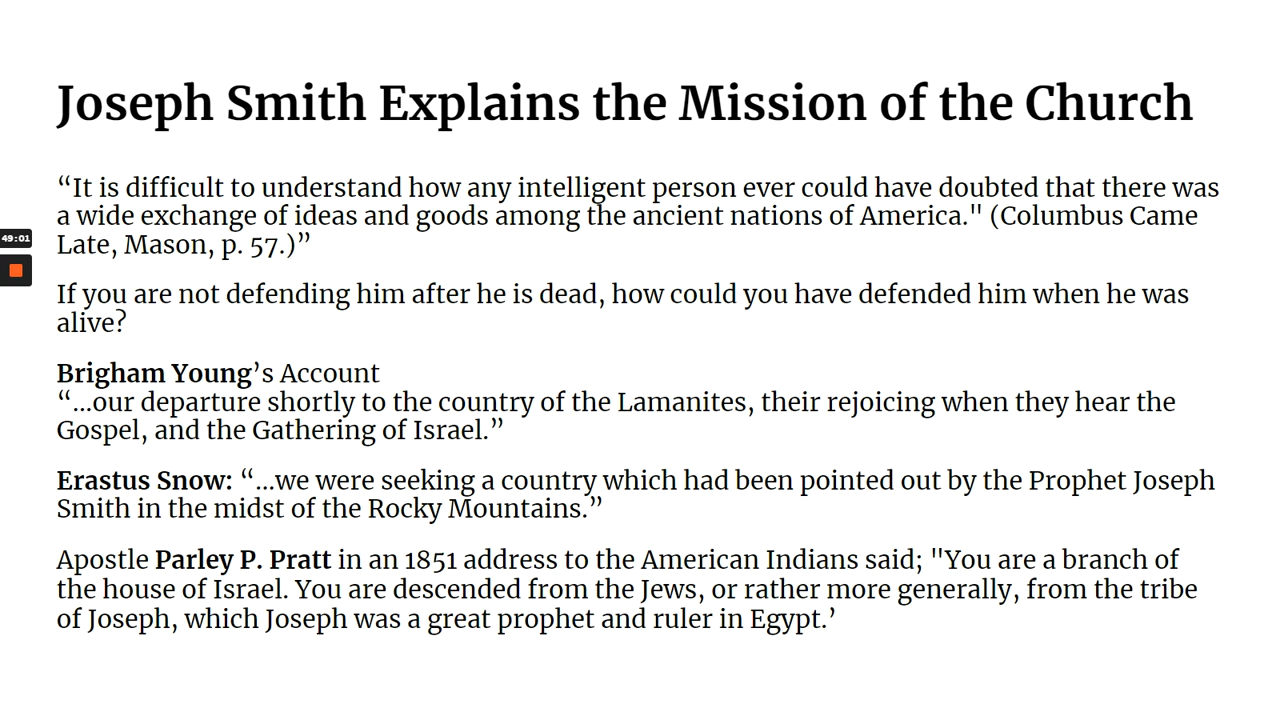 Joseph Smith Explains the Mission of the Church
“It is difficult to understand how any intelligent person ever could have doubted that there was
a wide exchange of ideas and goods among the ancient nations of America." (Columbus Came
Late, Mason, p. 57.)”
49:01
If you are not defending him after he is dead, how could you have defended him when he was
alive?
Brigham Young’s Account
“...our departure shortly to the country of the Lamanites, their rejoicing when they hear the
Gospel, and the Gathering of Israel.”
Erastus Snow: “...we were seeking a country which had been pointed out by the Prophet Joseph
Smith in the midst of the Rocky Mountains.”
Apostle Parley P. Pratt in an 1851 address to the American Indians said; "You are a branch of
the house of Israel. You are descended from the Jews, or rather more generally, from the tribe
of Joseph, which Joseph was a great prophet and ruler in Egypt.’